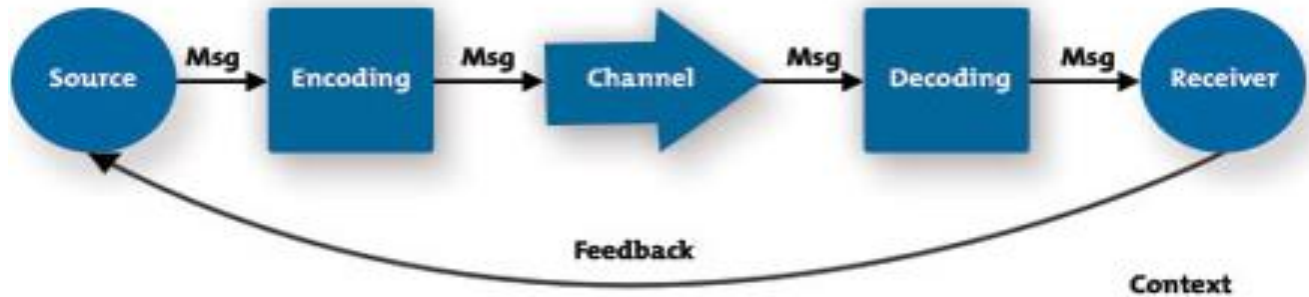 Msg Msg Msg Msg
Source Encoding Channel Decoding Receiver
Feedback
Context